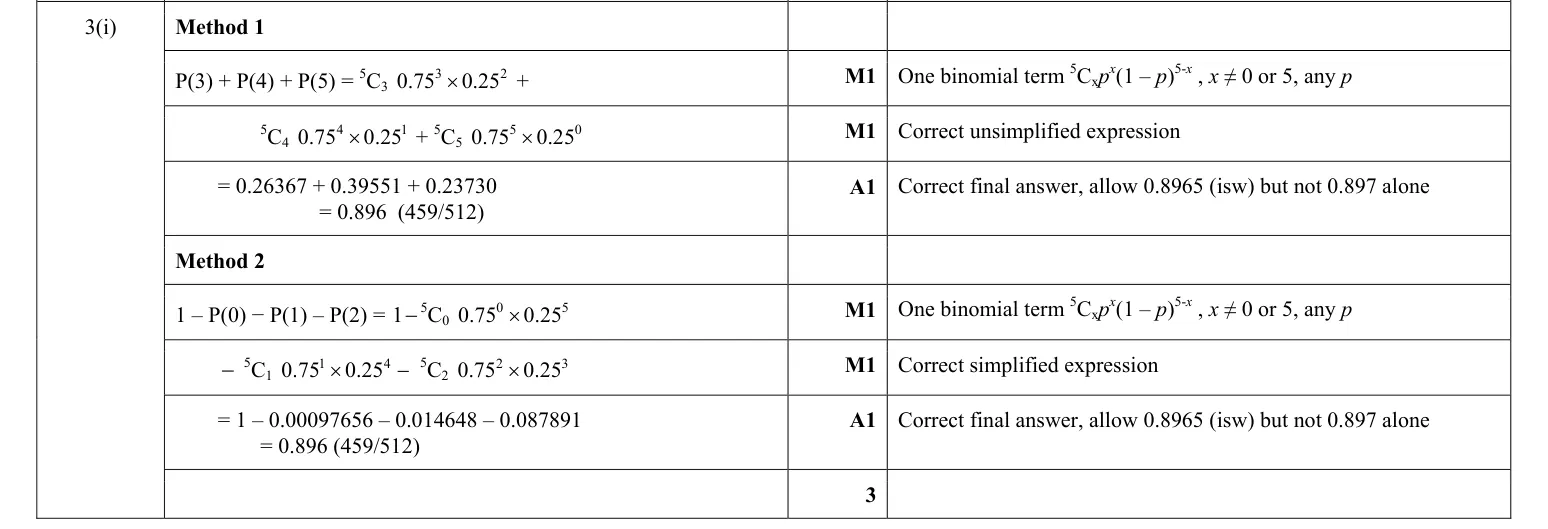 3(i) Method 1
P(3) + P(4) + P(5) = ⁵C₃ 0.75³ × 0.25² + M1 One binomial term ⁵Cₓpˣ(1 – p)⁵⁻ˣ , x ≠ 0 or 5, any p
⁵C₄ 0.75⁴ × 0.25¹ + ⁵C₅ 0.75⁵ × 0.25⁰ M1 Correct unsimplified expression
= 0.26367 + 0.39551 + 0.23730 A1 Correct final answer, allow 0.8965 (isw) but not 0.897 alone
= 0.896 (459/512)
Method 2
1 – P(0) − P(1) – P(2) = 1 – ⁵C₀ 0.75⁰ × 0.25⁵ M1 One binomial term ⁵Cₓpˣ(1 – p)⁵⁻ˣ , x ≠ 0 or 5, any p
– ⁵C₁ 0.75¹ × 0.25⁴ – ⁵C₂ 0.75² × 0.25³ M1 Correct simplified expression
= 1 – 0.00097656 – 0.014648 – 0.087891 A1 Correct final answer, allow 0.8965 (isw) but not 0.897 alone
= 0.896 (459/512)
3